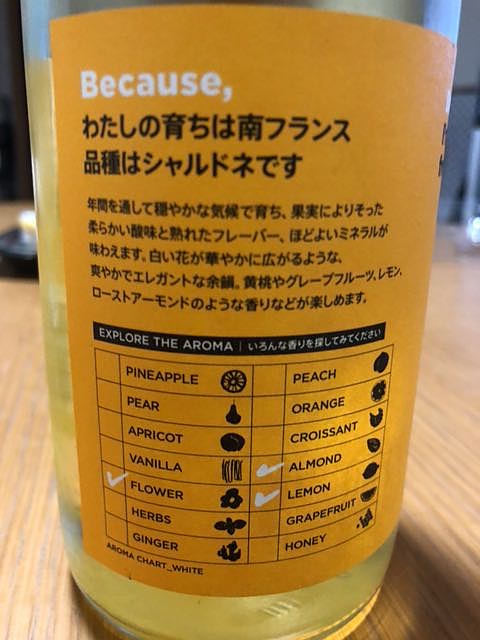 Because,
わたしの育ちは南フランス
品種はシャルドネです
年間を通して穏やかな気候で育ち、果実によりそった
柔らかい酸味と熟れたフレーバー、ほどよいミネラルが
味わえます。白い花が華やかに広がるような、
爽やかでエレガントな余韻。黄桃やグレープフルーツ、レモン、
ローストアーモンドのような香りなどが楽しめます。
EXPLORE THE AROMA | いろんな香りを探してみてください
PINEAPPLE
PEAR
APRICOT
VANILLA
FLOWER
HERBS
GINGER
PEACH
ORANGE
CROISSANT
ALMOND
LEMON
GRAPEFRUIT
HONEY
AROMA CHART_WHITE